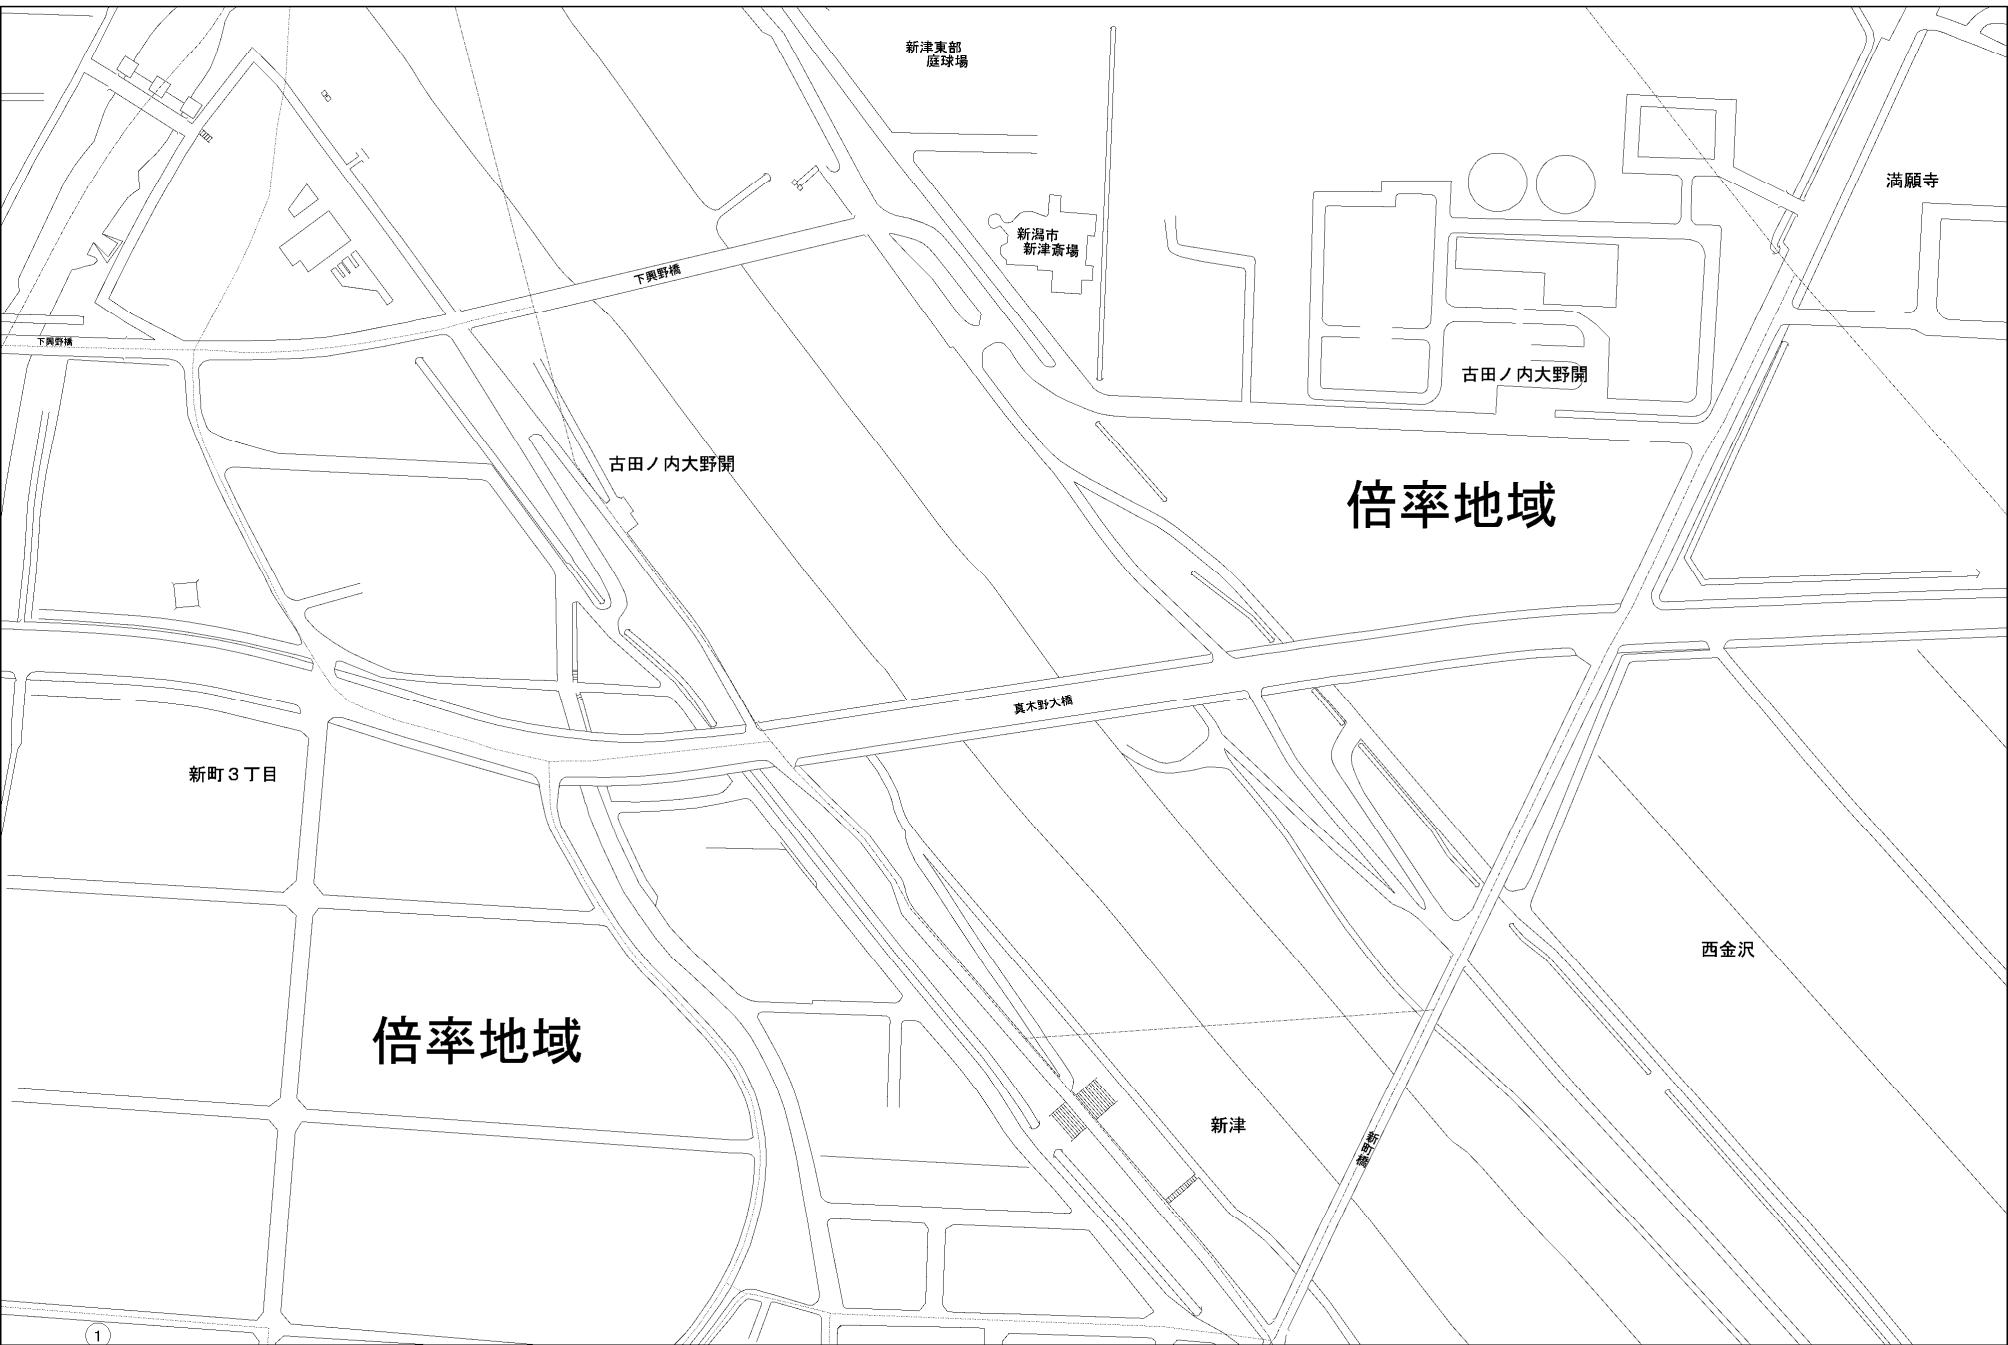 新津東部
庭球場
満願寺
新潟市
新津斎場
下興野橋
下興野橋
古田ノ内大野開
古田ノ内大野開
倍率地域
真木野大橋
新町3丁目
西金沢
倍率地域
新津
新町橋
1